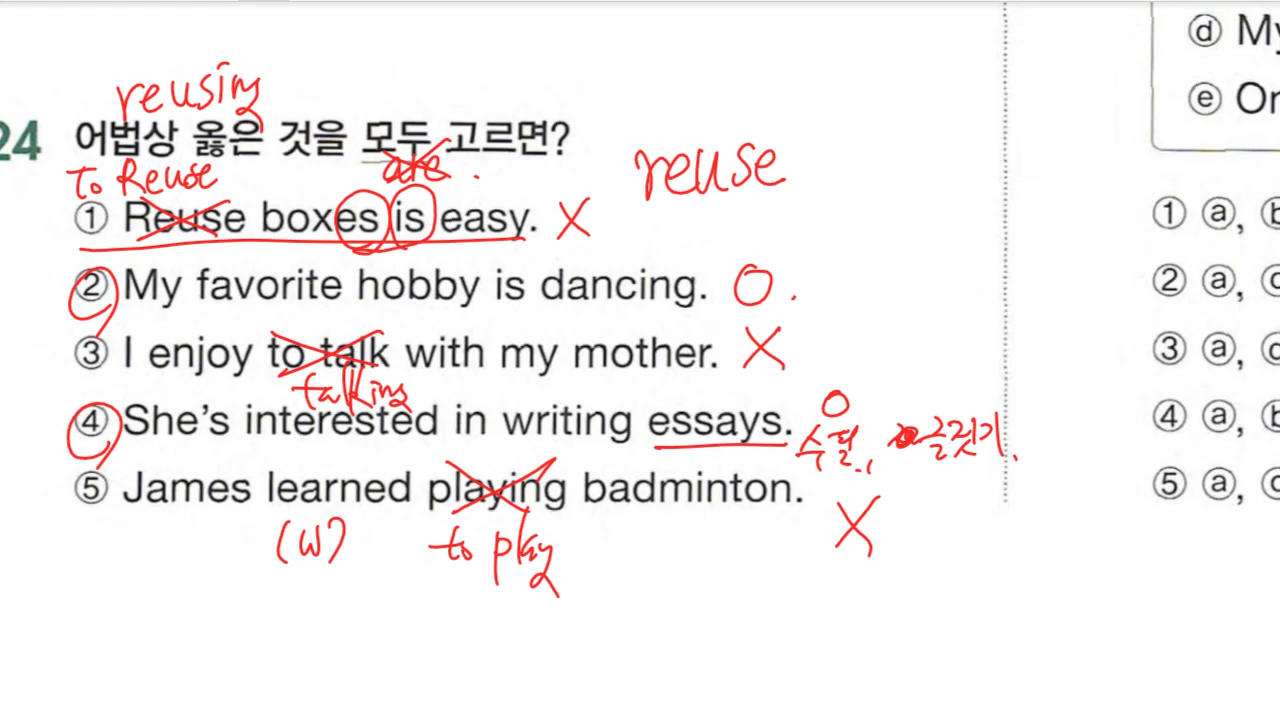 reusing
24 어법상 옳은 것을 모두 고르면?
to Reuse are. reuse
① Reuse boxes is easy. X
② My favorite hobby is dancing. O.
③ I enjoy to talk with my mother. X
talking
④ She's interested in writing essays. O
수필, 글짓기.
⑤ James learned playing badminton. X
(W) to play
ⓓ My
ⓔ On
① ⓐ,
② ⓐ,
③ ⓐ,
④ ⓐ,
⑤ ⓐ,